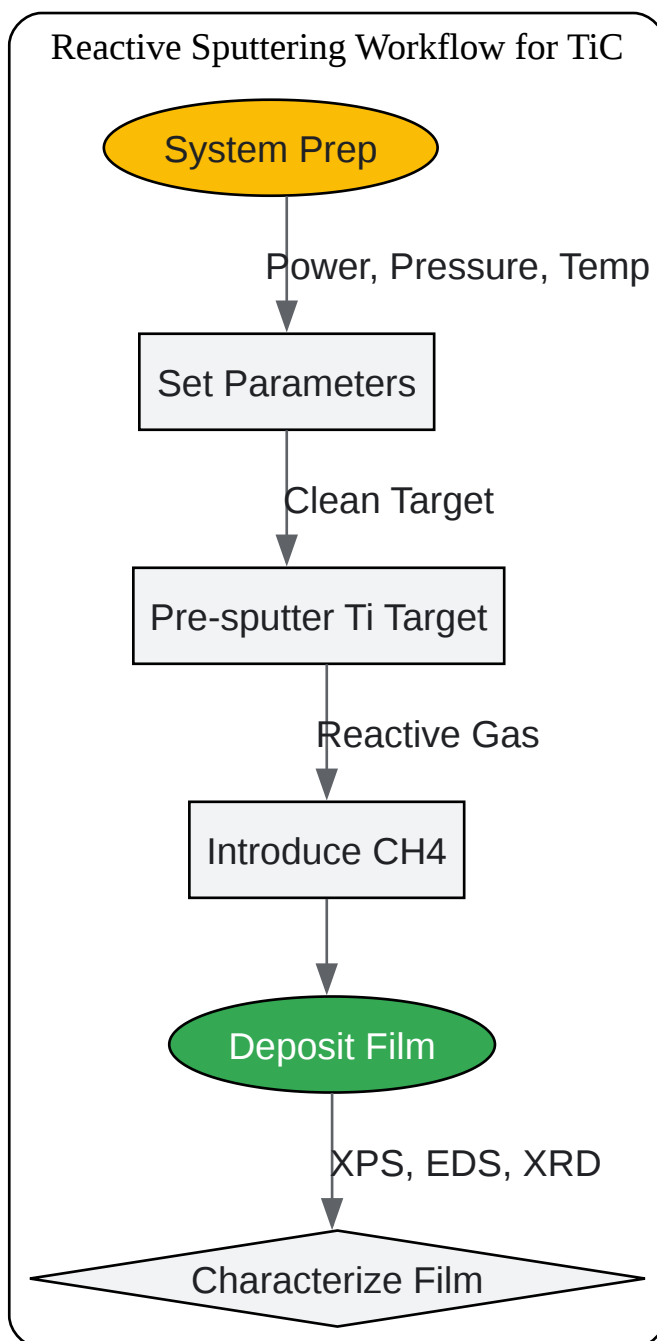 Reactive Sputtering Workflow for TiC
System Prep
Power, Pressure, Temp
Set Parameters
Clean Target
Pre-sputter Ti Target
Reactive Gas
Introduce CH4
Deposit Film
XPS, EDS, XRD
Characterize Film